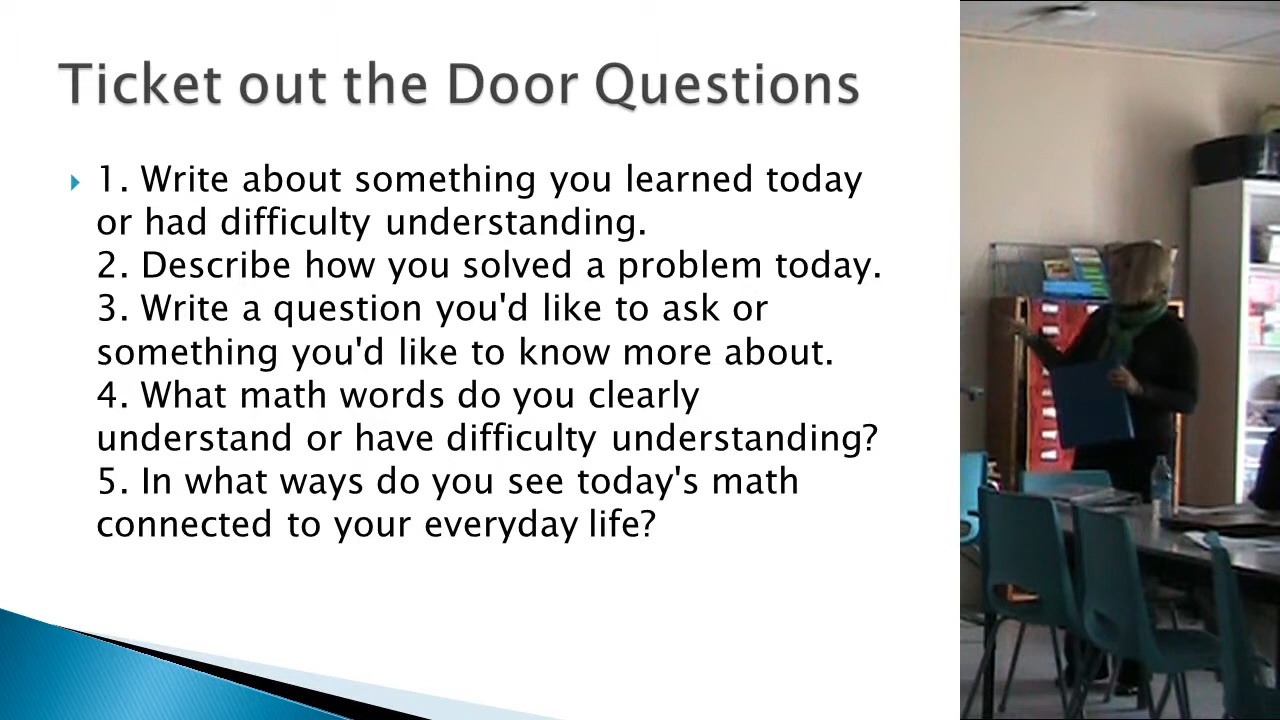 Ticket out the Door Questions
1. Write about something you learned today
or had difficulty understanding.
2. Describe how you solved a problem today.
3. Write a question you'd like to ask or
something you'd like to know more about.
4. What math words do you clearly
understand or have difficulty understanding?
5. In what ways do you see today's math
connected to your everyday life?